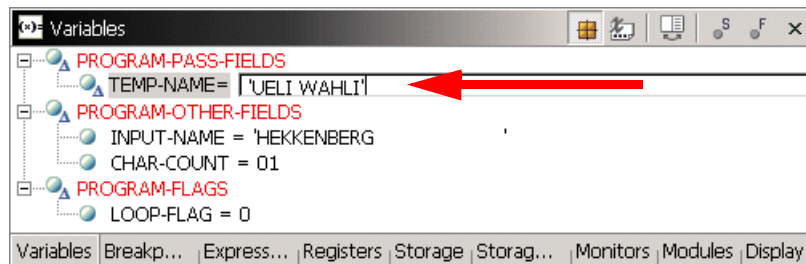 Variables
PROGRAM-PASS-FIELDS
TEMP-NAME= 'UELI WAHLI'
PROGRAM-OTHER-FIELDS
INPUT-NAME = 'HEKKENBERG                    '
CHAR-COUNT = 01
PROGRAM-FLAGS
LOOP-FLAG = 0
Variables Breakp... Express... Registers Storage Storag... Monitors Modules Display